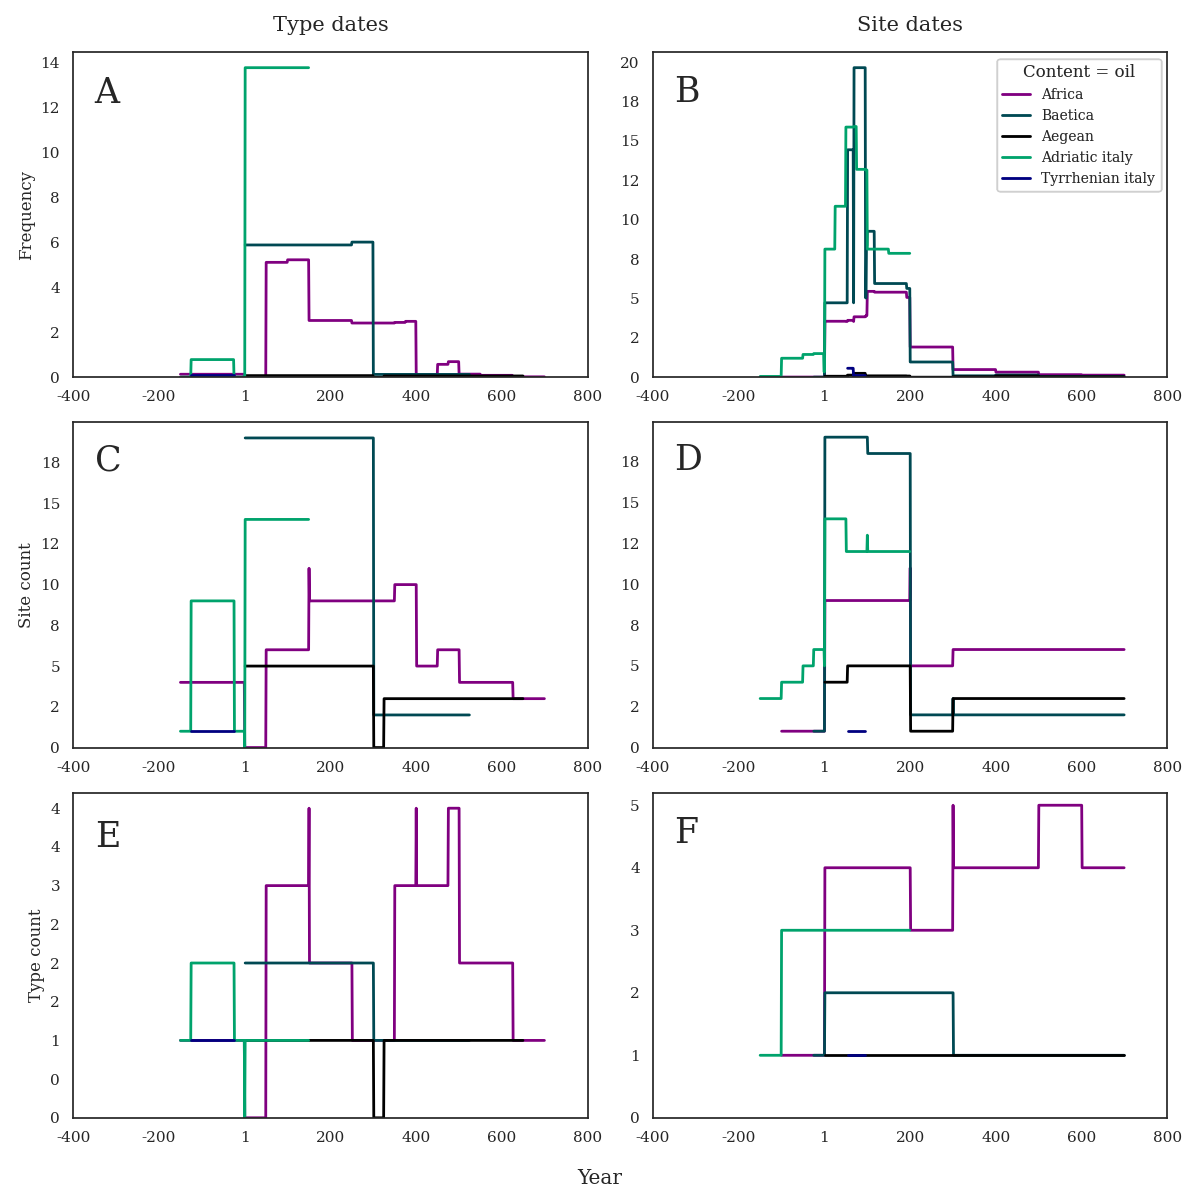 Type dates
Site dates
Frequency
14
12
10
8
6
4
2
0
A
-400 -200 1 200 400 600 800
20
18
15
12
10
8
5
2
0
B
Content = oil
Africa
Baetica
Aegean
Adriatic italy
Tyrrhenian italy
-400 -200 1 200 400 600 800
Site count
18
15
12
10
8
5
2
0
C
-400 -200 1 200 400 600 800
18
15
12
10
8
5
2
0
D
-400 -200 1 200 400 600 800
Type count
4
4
3
2
2
2
1
0
0
E
-400 -200 1 200 400 600 800
5
4
3
2
1
0
F
-400 -200 1 200 400 600 800
Year